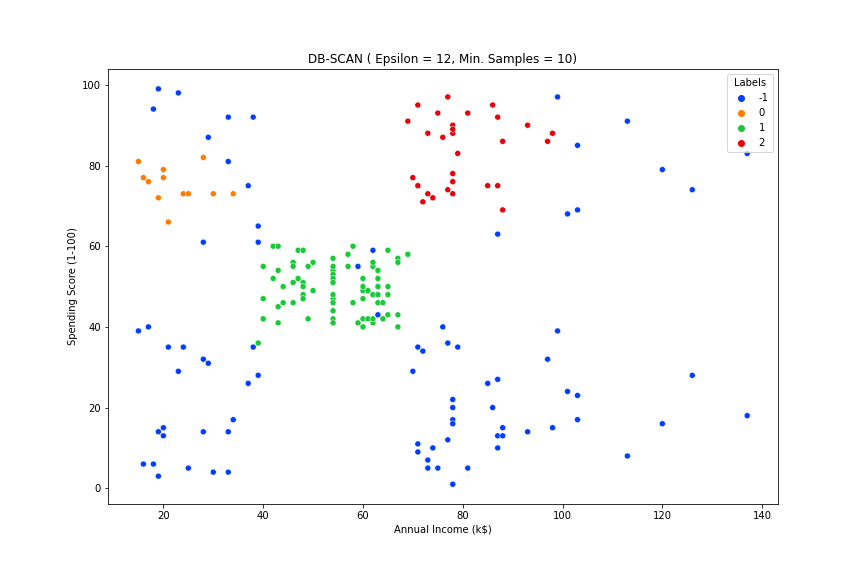 DB-SCAN ( Epsilon = 12, Min. Samples = 10)
Labels
-1
0
1
2
Spending Score (1-100)
100
80
60
40
20
0
20 40 60 80 100 120 140
Annual Income (k$)